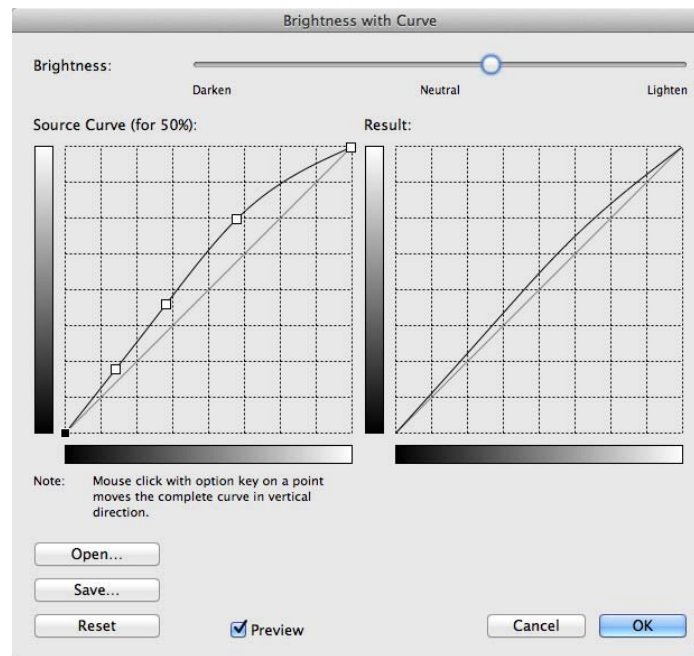 Brightness with Curve
Brightness:
Darken Neutral Lighten
Source Curve (for 50%): Result:
Note: Mouse click with option key on a point
moves the complete curve in vertical
direction.
Open...
Save...
Reset Preview Cancel OK